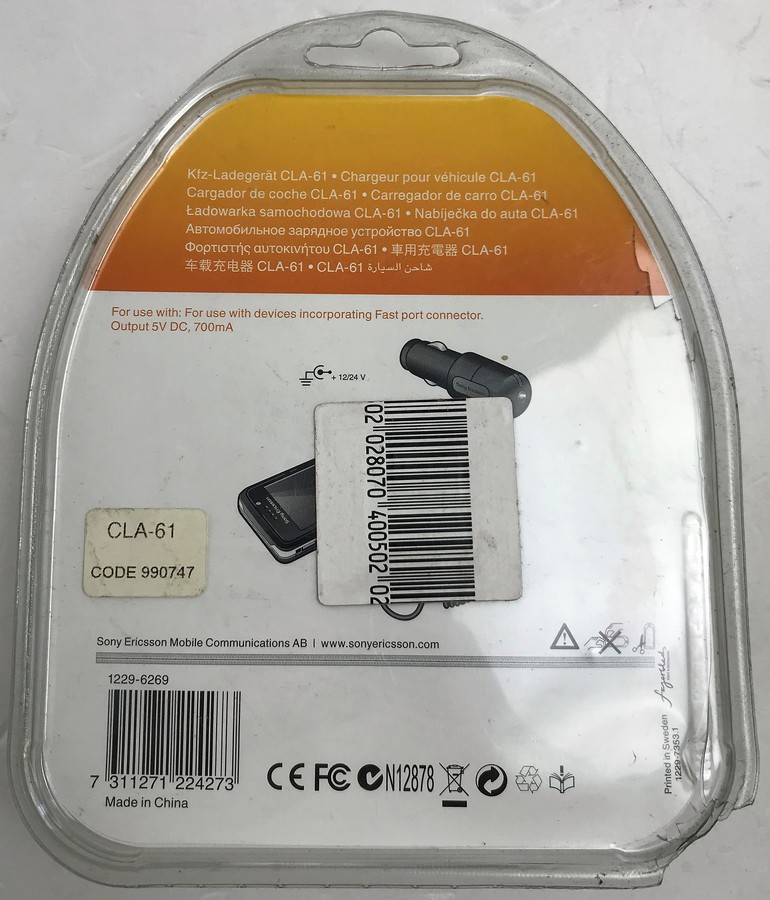 Kfz-Ladegerät CLA-61 • Chargeur pour véhicule CLA-61
Cargador de coche CLA-61 • Carregador de carro CLA-61
Ładowarka samochodowa CLA-61 • Nabíječka do auta CLA-61
Автомобильное зарядное устройство CLA-61
Φορτιστής αυτοκινήτου CLA-61 • 車用充電器 CLA-61
车载充电器 CLA-61 • CLA-61 شاحن السيارة
For use with: For use with devices incorporating Fast port connector.
Output 5V DC, 700mA
+ 12/24 V
Sony Ericsson
02 028070 400502 02
Sony Ericsson
CLA-61
CODE 990747
Sony Ericsson Mobile Communications AB | www.sonyericsson.com
1229-6269
7 311271 224273
Made in China
CE FC N12878
Printed in Sweden
1229-7353.1